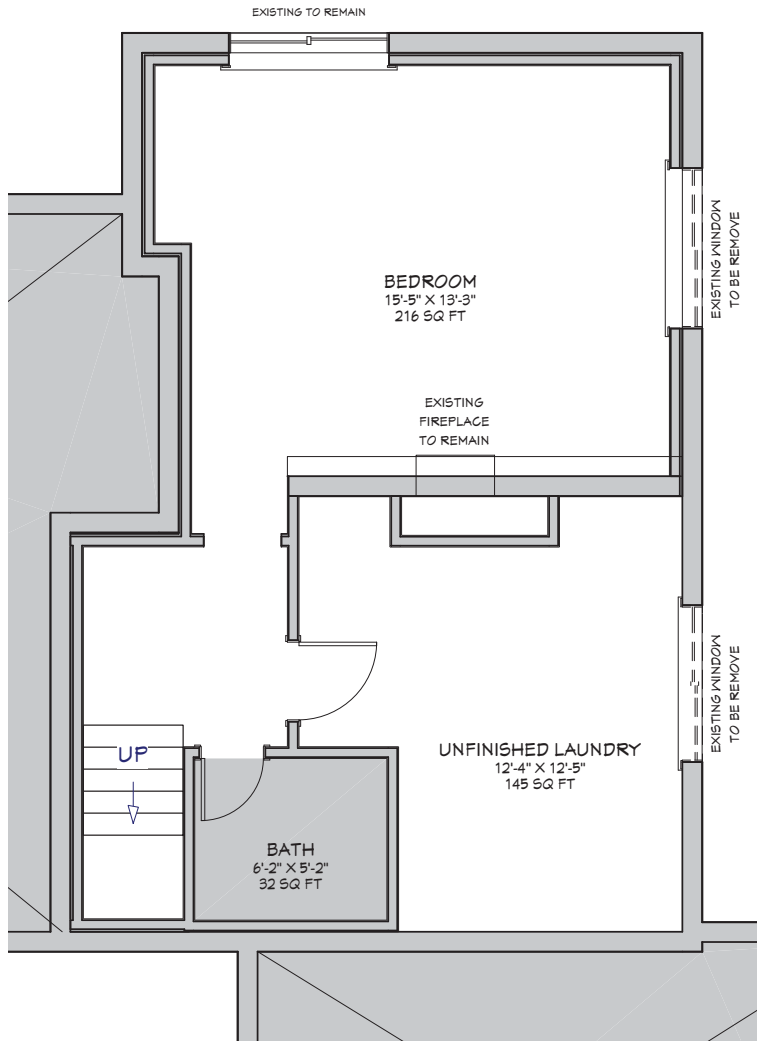 EXISTING TO REMAIN
EXISTING WINDOW
TO BE REMOVE
BEDROOM
15'-5" X 13'-3"
216 SQ FT
EXISTING
FIREPLACE
TO REMAIN
EXISTING WINDOW
TO BE REMOVE
UP
UNFINISHED LAUNDRY
12'-4" X 12'-5"
145 SQ FT
BATH
6'-2" X 5'-2"
32 SQ FT